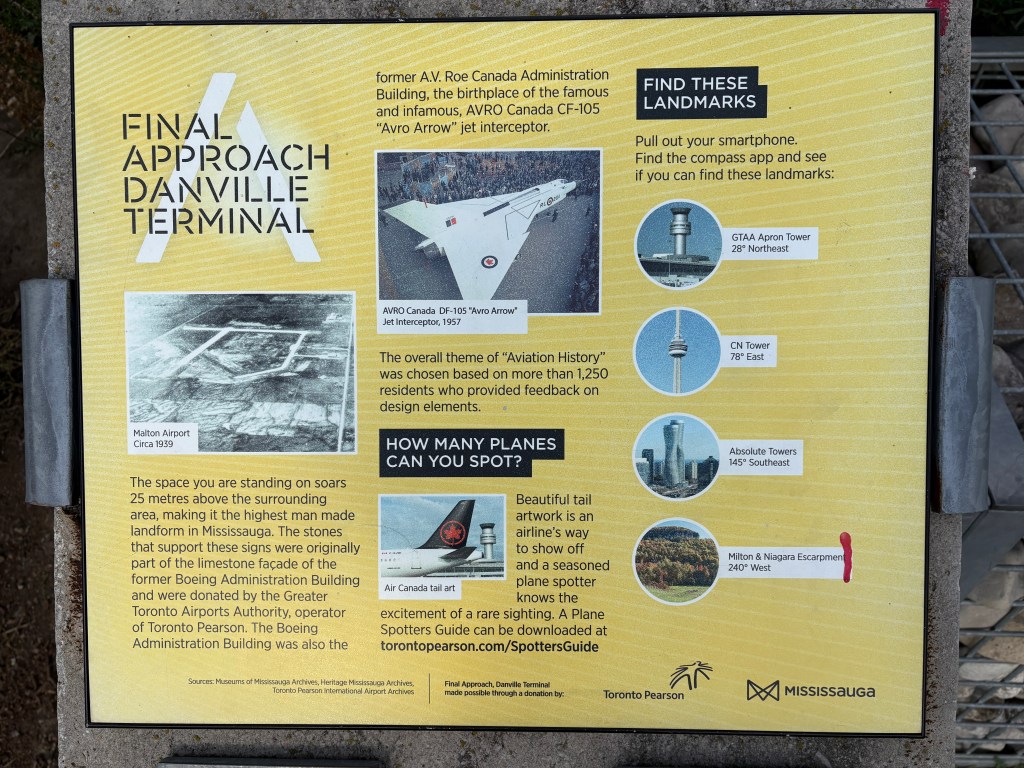 FINAL
APPROACH
DANVILLE
TERMINAL
Malton Airport
Circa 1939
The space you are standing on soars
25 metres above the surrounding
area, making it the highest man made
landform in Mississauga. The stones
that support these signs were originally
part of the limestone façade of the
former Boeing Administration Building
and were donated by the Greater
Toronto Airports Authority, operator
of Toronto Pearson. The Boeing
Administration Building was also the
former A.V. Roe Canada Administration
Building, the birthplace of the famous
and infamous, AVRO Canada CF-105
“Avro Arrow” jet interceptor.
AVRO Canada DF-105 "Avro Arrow"
Jet Interceptor, 1957
The overall theme of “Aviation History”
was chosen based on more than 1,250
residents who provided feedback on
design elements.
HOW MANY PLANES
CAN YOU SPOT?
Air Canada tail art
Beautiful tail
artwork is an
airline’s way
to show off
and a seasoned
plane spotter
knows the
excitement of a rare sighting. A Plane
Spotters Guide can be downloaded at
torontopearson.com/SpottersGuide
FIND THESE
LANDMARKS
Pull out your smartphone.
Find the compass app and see
if you can find these landmarks:
GTAA Apron Tower
28° Northeast
CN Tower
78° East
Absolute Towers
145° Southeast
Milton & Niagara Escarpment
240° West
Sources: Museums of Mississauga Archives, Heritage Mississauga Archives,
Toronto Pearson International Airport Archives
Final Approach, Danville Terminal
made possible through a donation by:
Toronto Pearson
MISSISSAUGA